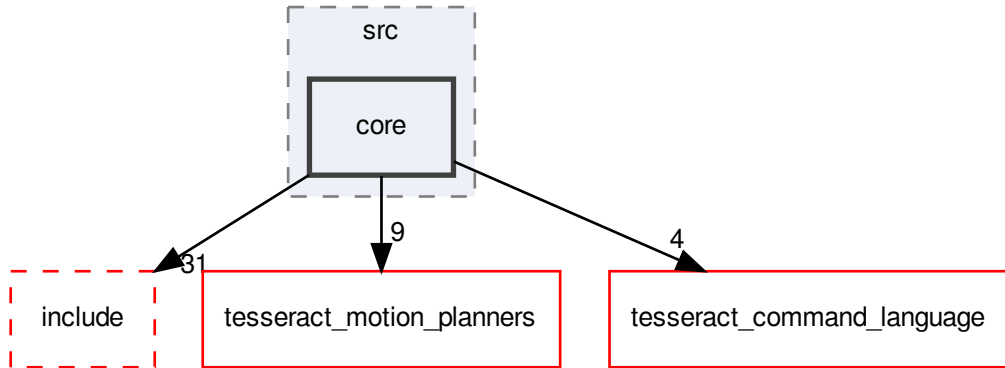 src
core
31
9
4
include
tesseract_motion_planners
tesseract_command_language